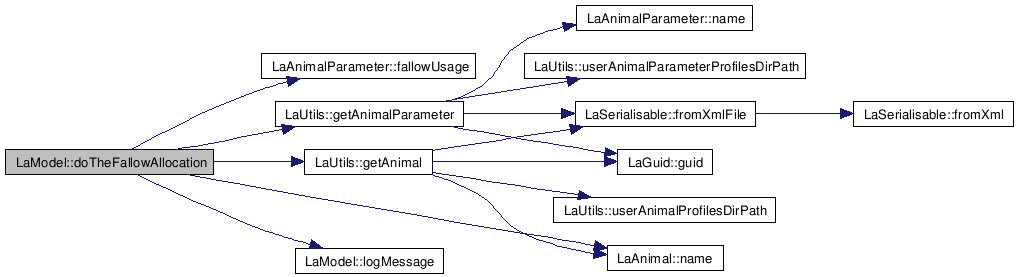 LaAnimalParameter::name
LaAnimalParameter::fallowUsage
LaUtils::userAnimalParameterProfilesDirPath
LaUtils::getAnimalParameter
LaSerialisable::fromXmlFile
LaSerialisable::fromXml
LaModel::doTheFallowAllocation
LaUtils::getAnimal
LaGuid::guid
LaUtils::userAnimalProfilesDirPath
LaModel::logMessage
LaAnimal::name